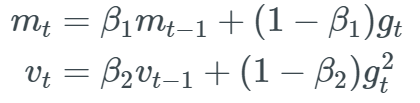 m_t = β_1 m_{t−1} + (1 − β_1) g_t
v_t = β_2 v_{t−1} + (1 − β_2) g_t^2